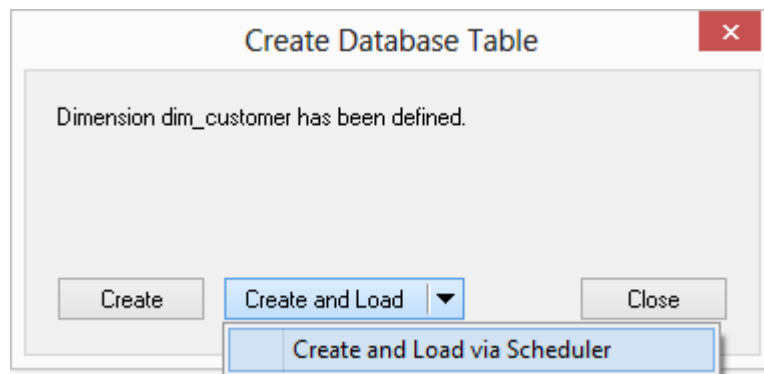 Create Database Table
Dimension dim_customer has been defined.
Create
Create and Load
Close
Create and Load via Scheduler